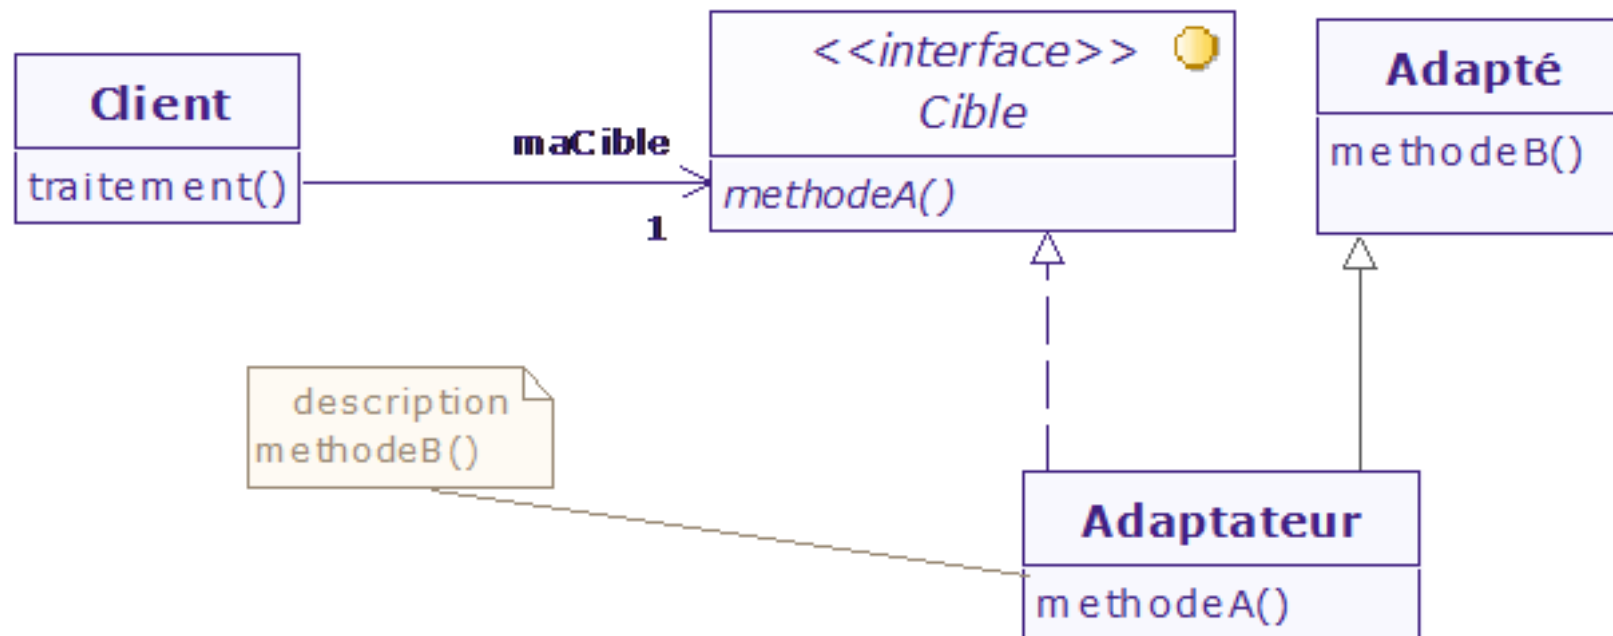 Client
traitement()
maCible
1
<<interface>>
Cible
methodeA()
Adapté
methodeB()
description
methodeB()
Adaptateur
methodeA()